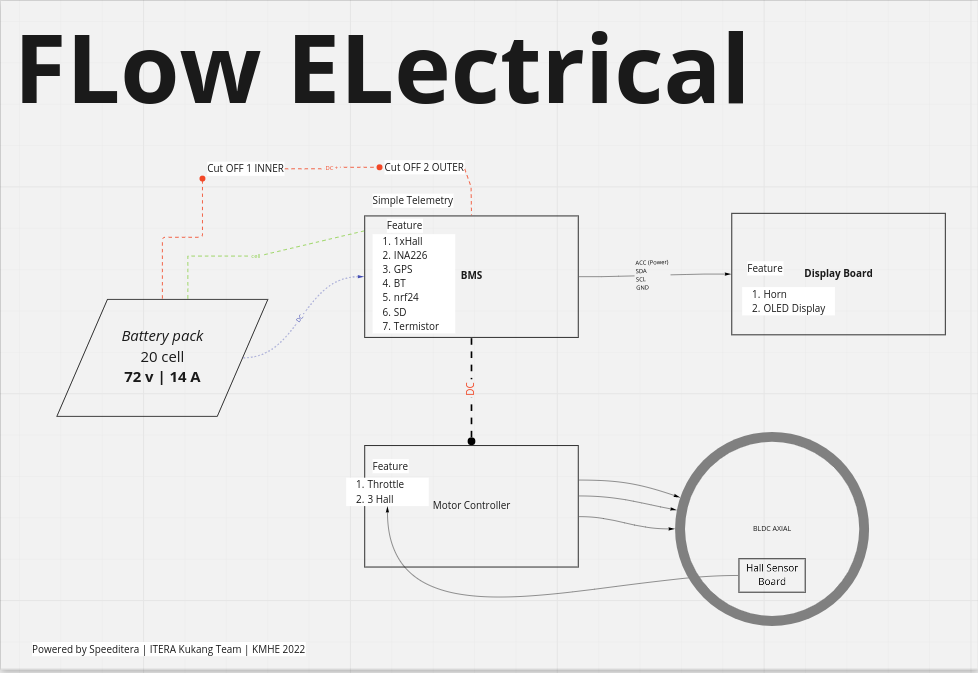 FLow ELectrical
Cut OFF 1 INNER
DC +
Cut OFF 2 OUTER
Simple Telemetry
Feature
1. 1xHall
2. INA226
3. GPS
4. BT
5. nrf24
6. SD
7. Termistor
BMS
ACC (Power)
SDA
SCL
GND
Feature
Display Board
1. Horn
2. OLED Display
DC
Battery pack
20 cell
72 v | 14 A
DC
Feature
1. Throttle
2. 3 Hall
Motor Controller
BLDC AXIAL
Hall Sensor
Board
Powered by Speeditera | ITERA Kukang Team | KMHE 2022